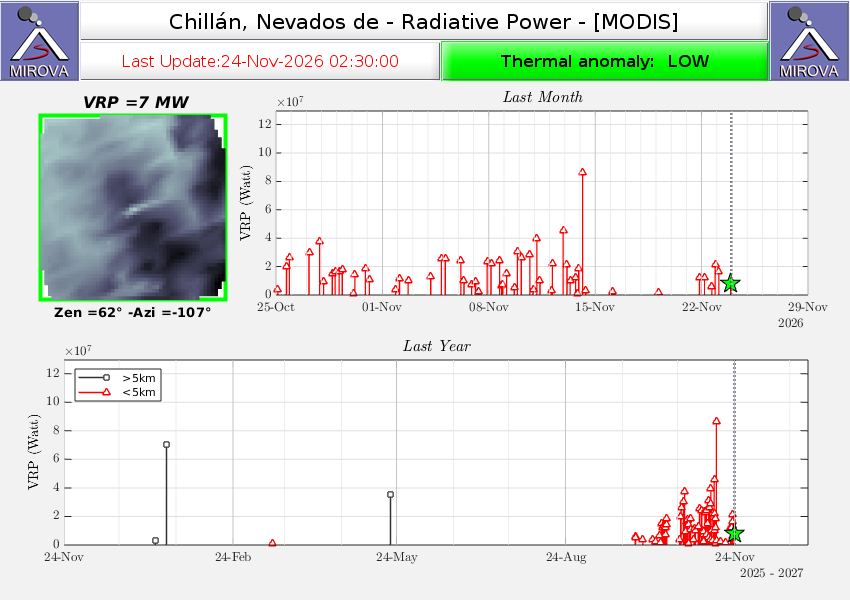 Chillán, Nevados de - Radiative Power - [MODIS]
MIROVA
Last Update:24-Nov-2026 02:30:00
Thermal anomaly: LOW
MIROVA
VRP =7 MW
Zen =62° -Azi =-107°
Last Month
×10⁷
VRP (Watt)
12
10
8
6
4
2
0
25-Oct 01-Nov 08-Nov 15-Nov 22-Nov 29-Nov
2026
Last Year
×10⁷
VRP (Watt)
12
10
8
6
4
2
0
>5km
<5km
24-Nov 24-Feb 24-May 24-Aug 24-Nov
2025 - 2027